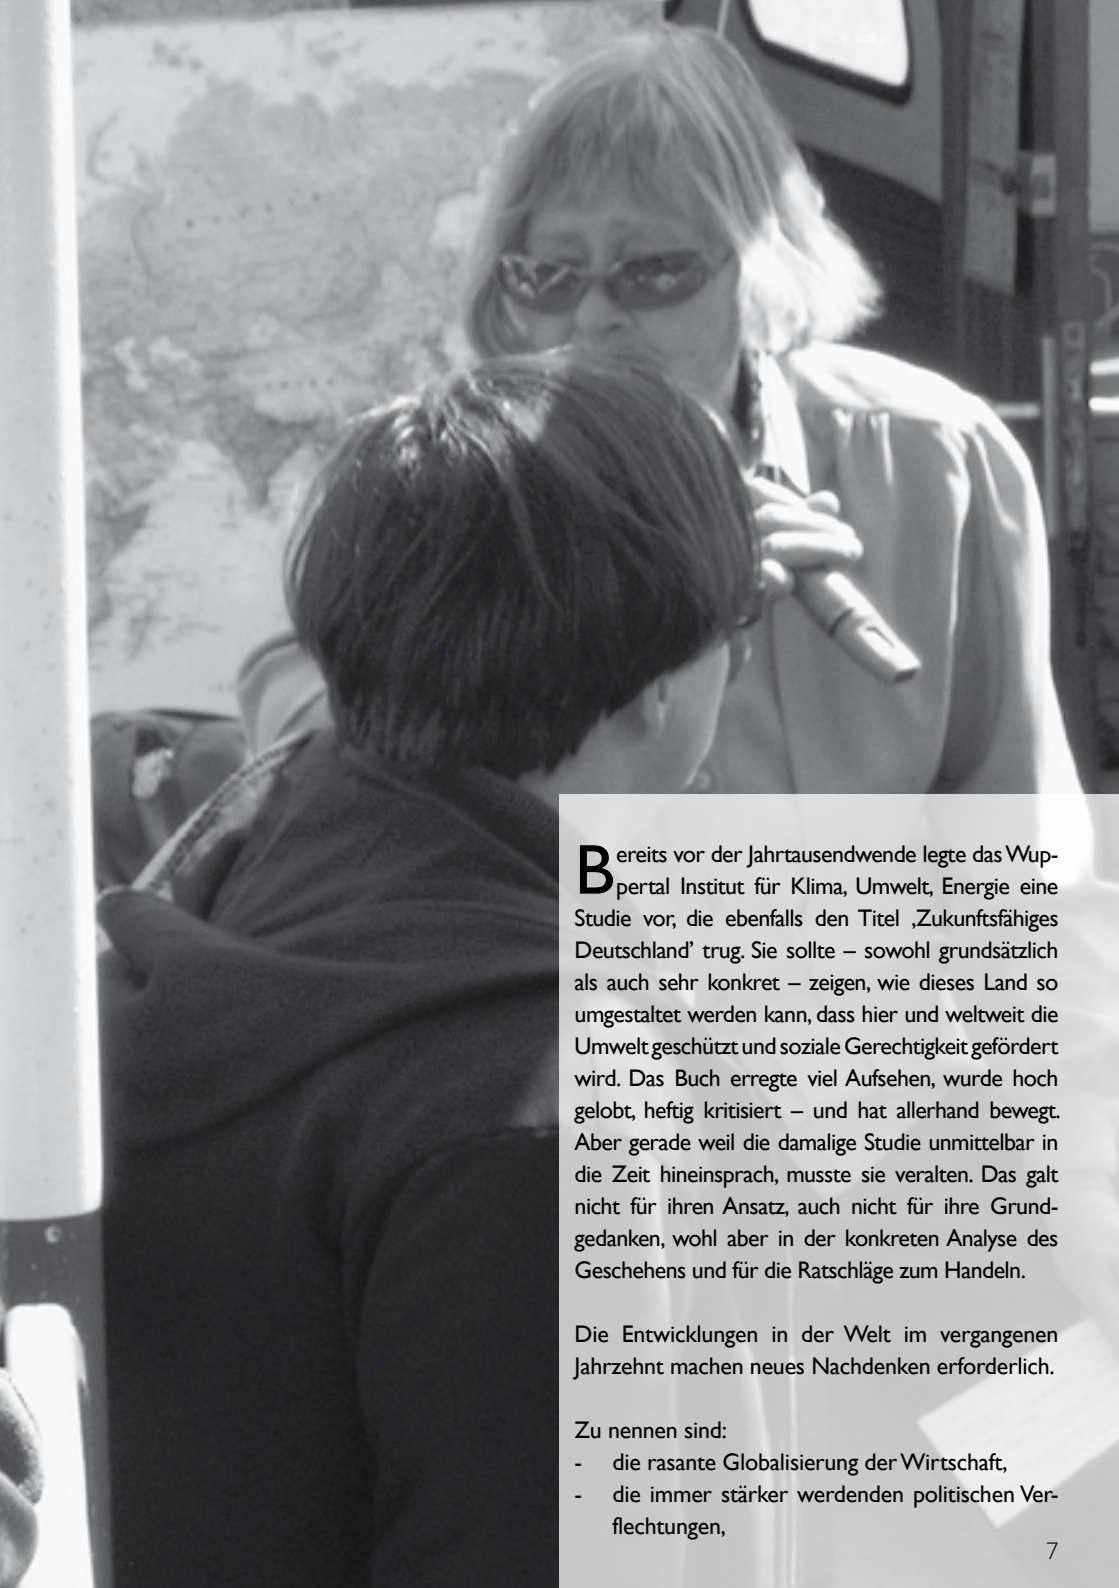 Bereits vor der Jahrtausendwende legte das Wup-
pertal Institut für Klima, Umwelt, Energie eine
Studie vor, die ebenfalls den Titel ‚Zukunftsfähiges
Deutschland’ trug. Sie sollte – sowohl grundsätzlich
als auch sehr konkret – zeigen, wie dieses Land so
umgestaltet werden kann, dass hier und weltweit die
Umwelt geschützt und soziale Gerechtigkeit gefördert
wird. Das Buch erregte viel Aufsehen, wurde hoch
gelobt, heftig kritisiert – und hat allerhand bewegt.
Aber gerade weil die damalige Studie unmittelbar in
die Zeit hineinsprach, musste sie veralten. Das galt
nicht für ihren Ansatz, auch nicht für ihre Grund-
gedanken, wohl aber in der konkreten Analyse des
Geschehens und für die Ratschläge zum Handeln.
Die Entwicklungen in der Welt im vergangenen
Jahrzehnt machen neues Nachdenken erforderlich.
Zu nennen sind:
- die rasante Globalisierung der Wirtschaft,
- die immer stärker werdenden politischen Ver-
flechtungen,
7